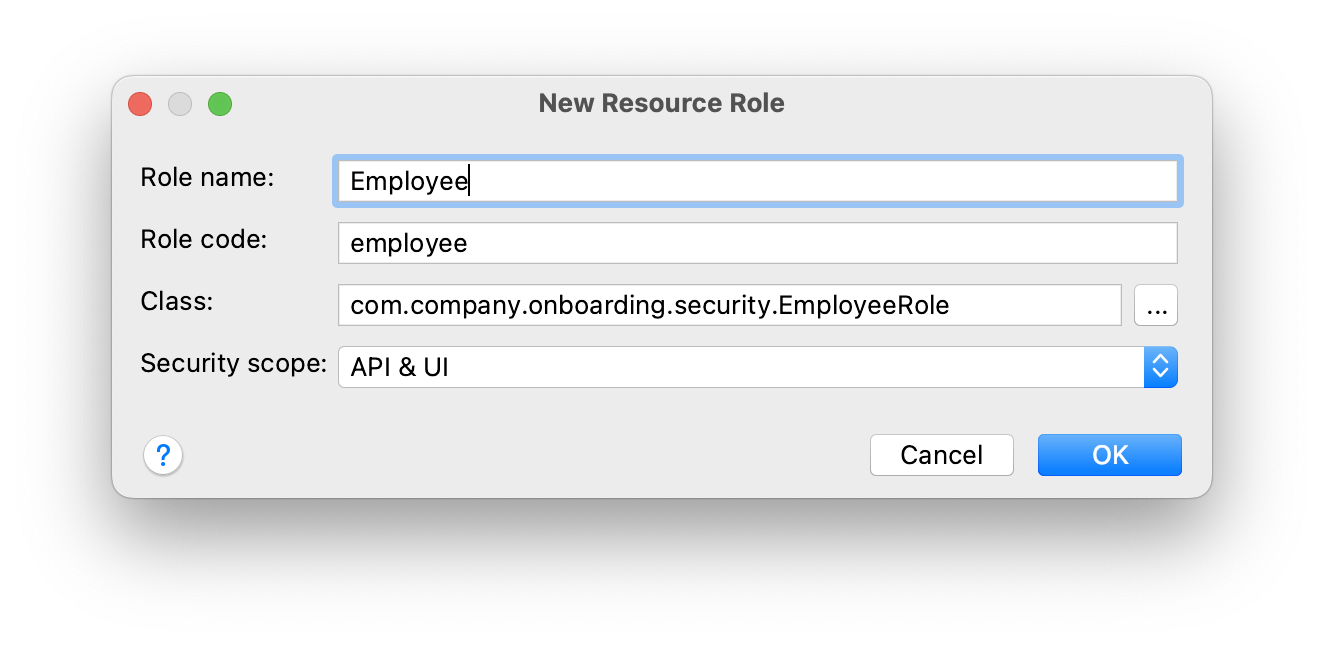 New Resource Role
Role name: Employee
Role code: employee
Class: com.company.onboarding.security.EmployeeRole ...
Security scope: API & UI
? Cancel OK